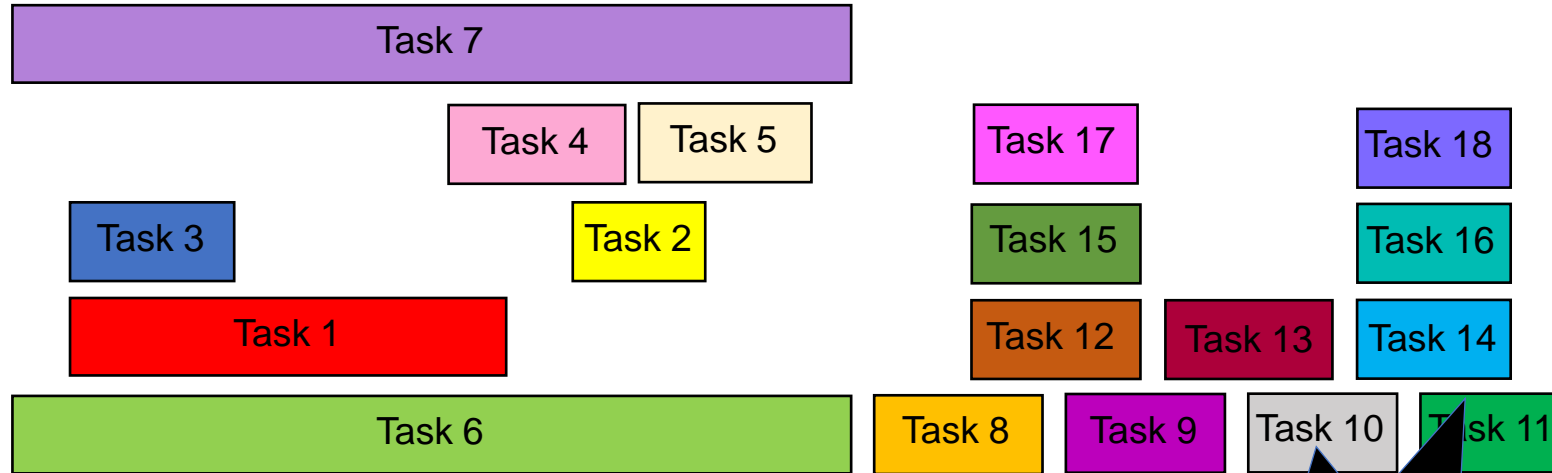 Task 7
Task 4
Task 5
Task 17
Task 18
Task 3
Task 2
Task 15
Task 16
Task 1
Task 12
Task 13
Task 14
Task 6
Task 8
Task 9
Task 10
Task 11